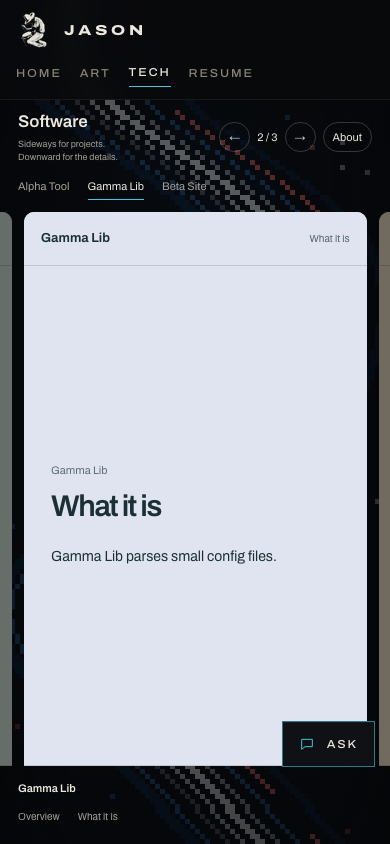 JASON
HOME ART TECH RESUME
Software
Sideways for projects.
Downward for the details.
← 2 / 3 → About
Alpha Tool Gamma Lib Beta Site
Gamma Lib What it is
Gamma Lib
What it is
Gamma Lib parses small config files.
ASK
Gamma Lib
Overview What it is